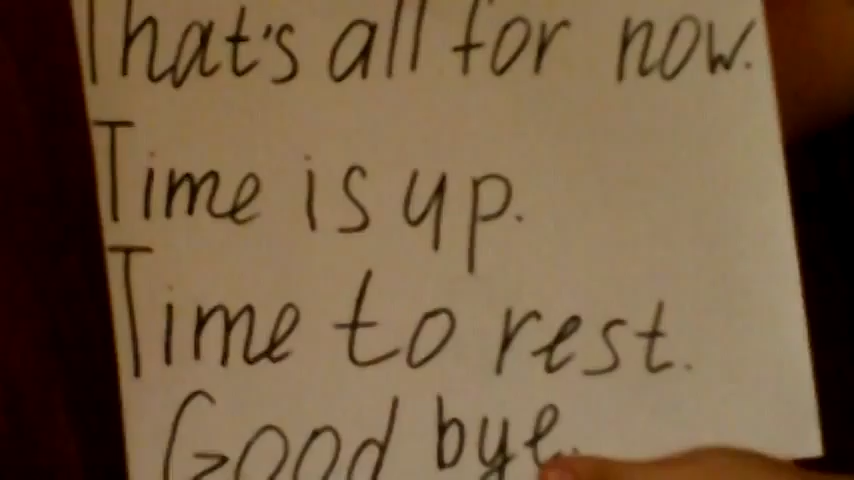 That's all for now.
Time is up.
Time to rest.
Good bye.